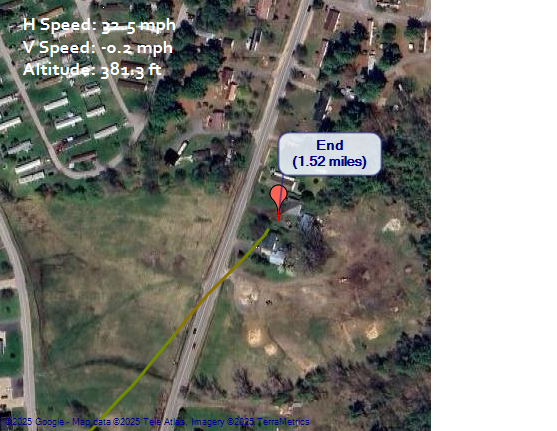 H Speed: 32.5 mph
V Speed: -0.2 mph
Altitude: 381.3 ft
End
(1.52 miles)
©2025 Google - Map data ©2025 Tele Atlas, Imagery ©2025 TerraMetrics